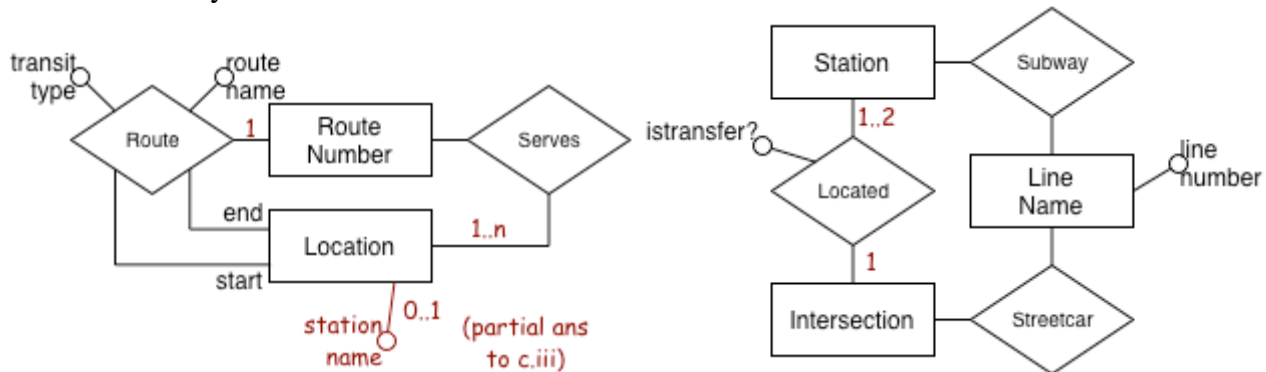 transit
type
route
name
Route
1
Route
Number
Serves
end
start
Location
1..n
0..1
station
name
(partial ans
to c.iii)
Station
Subway
1..2
istransfer?
Located
line
number
Line
Name
1
Intersection
Streetcar